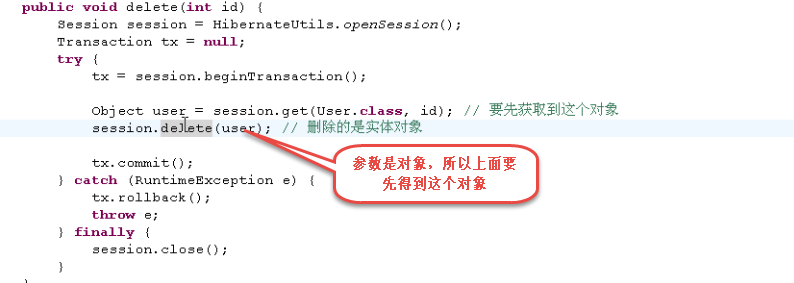 public void delete(int id) {
Session session = HibernateUtils.openSession();
Transaction tx = null;
try {
tx = session.beginTransaction();
Object user = session.get(User.class, id); // 要先获取到这个对象
session.delete(user); // 删除的是实体对象
tx.commit();
参数是对象，所以上面要
先得到这个对象
} catch (RuntimeException e) {
tx.rollback();
throw e;
} finally {
session.close();
}